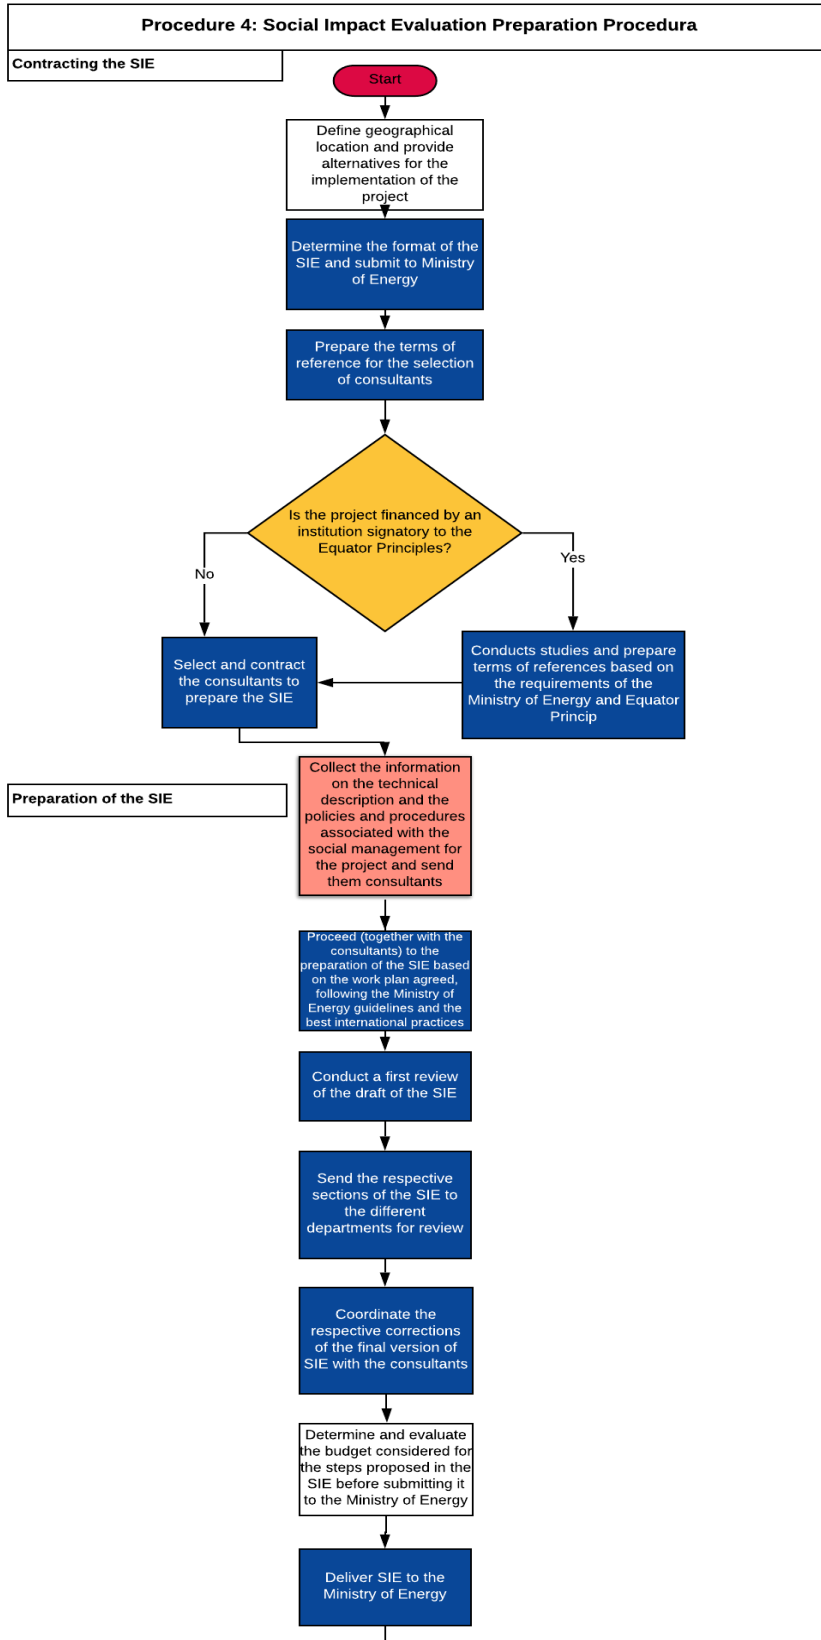 Procedure 4: Social Impact Evaluation Preparation Procedura
Contracting the SIE
Start
Define geographical
location and provide
alternatives for the
implementation of the
project
Determine the format of the
SIE and submit to Ministry
of Energy
Prepare the terms of
reference for the selection
of consultants
Is the project financed by an
institution signatory to the
Equator Principles?
No
Yes
Select and contract
the consultants to
prepare the SIE
Conducts studies and prepare
terms of references based on
the requirements of the
Ministry of Energy and Equator
Princip
Preparation of the SIE
Collect the information
on the technical
description and the
policies and procedures
associated with the
social management for
the project and send
them consultants
Proceed (together with the
consultants) to the
preparation of the SIE based
on the work plan agreed,
following the Ministry of
Energy guidelines and the
best international practices
Conduct a first review
of the draft of the SIE
Send the respective
sections of the SIE to
the different
departments for review
Coordinate the
respective corrections
of the final version of
SIE with the consultants
Determine and evaluate
the budget considered for
the steps proposed in the
SIE before submitting it
to the Ministry of Energy
Deliver SIE to the
Ministry of Energy